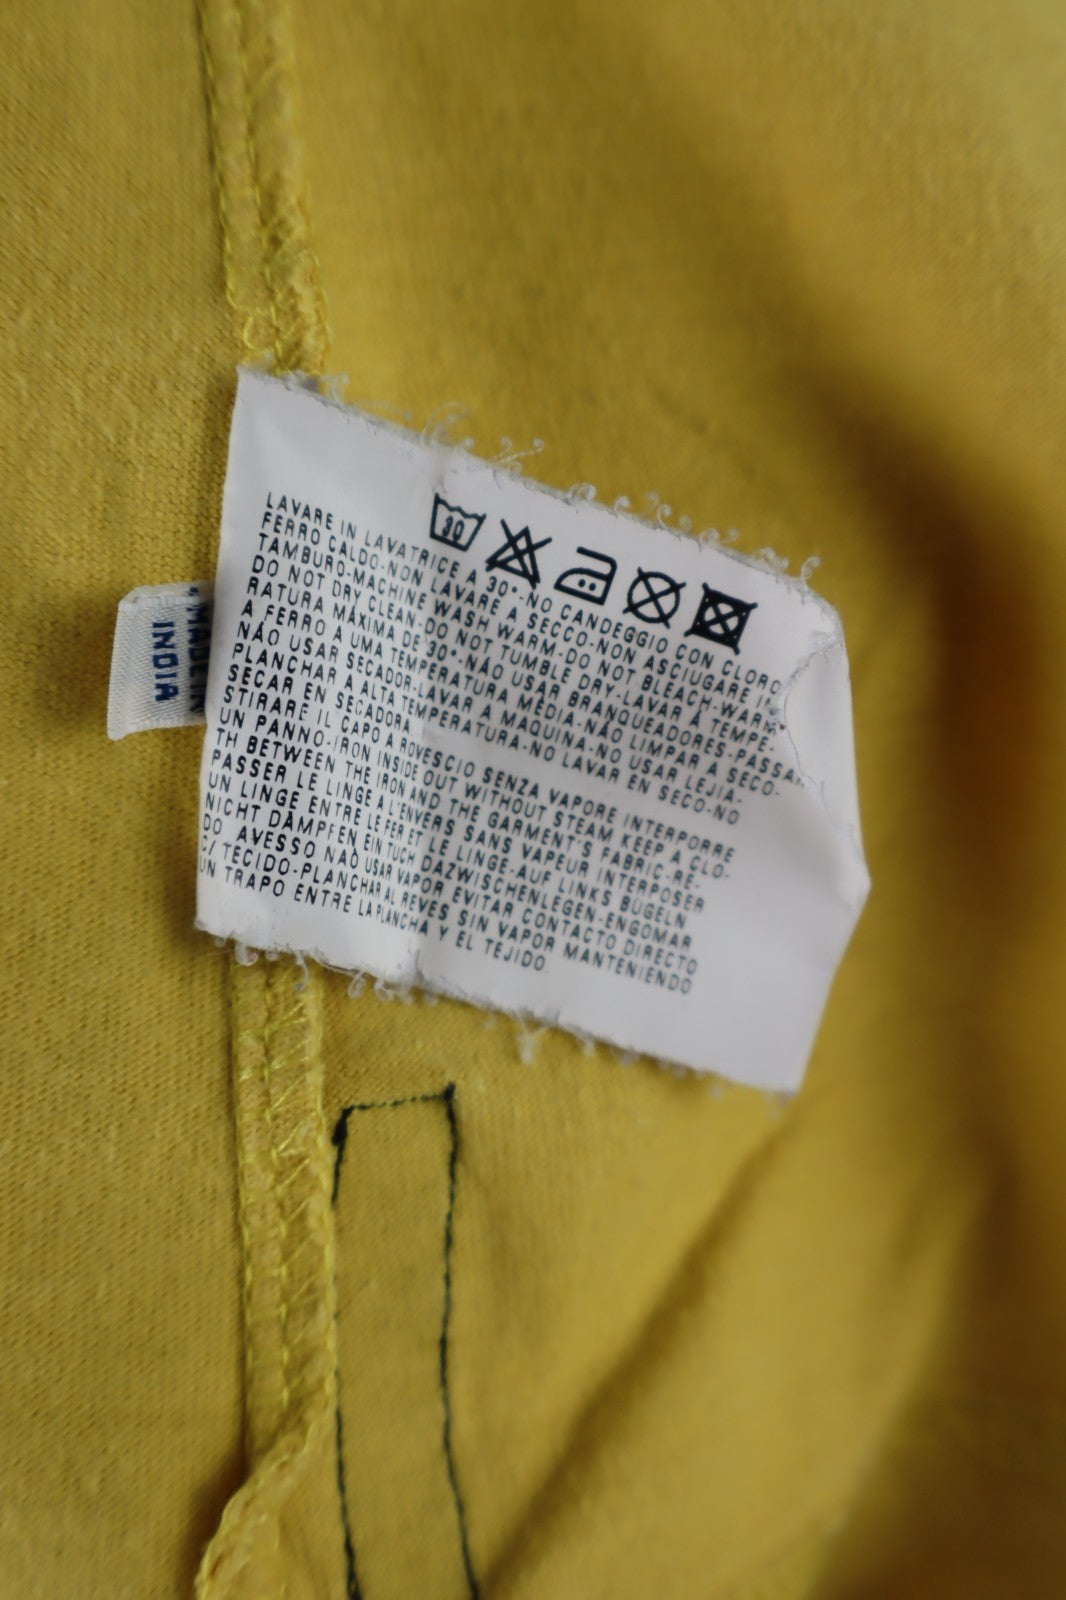 30
LAVARE IN LAVATRICE A 30°-NO CANDEGGIO CON CLORO
FERRO CALDO-NON LAVARE A SECCO-NON ASCIUGARE IN
TAMBURO-MACHINE WASH WARM-DO NOT BLEACH-WARM
DO NOT DRY CLEAN-DO NOT TUMBLE DRY-LAVAR À TEMPE-
RATURA MÁXIMA DE 30°-NÃO USAR BRANQUEADORES-PASSAR
A FERRO A UMA TEMPERATURA MÉDIA-NÃO LIMPAR A SECO-
NÃO USAR SECADOR-LAVAR A MAQUINA-NO USAR LEJIA-
PLANCHAR A ALTA TEMPERATURA-NO LAVAR EN SECO-NO
SECAR EN SECADORA
STIRARE IL CAPO A ROVESCIO SENZA VAPORE INTERPORRE
UN PANNO-IRON INSIDE OUT WITHOUT STEAM KEEP A CLO-
TH BETWEEN THE IRON AND THE GARMENT'S FABRIC-RE-
PASSER LE LINGE A L'ENVERS SANS VAPEUR INTERPOSER
UN LINGE ENTRE LE FER ET LE LINGE-AUF LINKS BÜGELN
NICHT DÄMPFEN EIN TUCH DAZWISCHENLEGEN-ENGOMAR
DO AVESSO NAO USAR VAPOR EVITAR CONTACTO DIRECTO
C/ TECIDO-PLANCHAR AL REVES SIN VAPOR MANTENIENDO
UN TRAPO ENTRE LA PLANCHA Y EL TEJIDO
MADE IN
INDIA